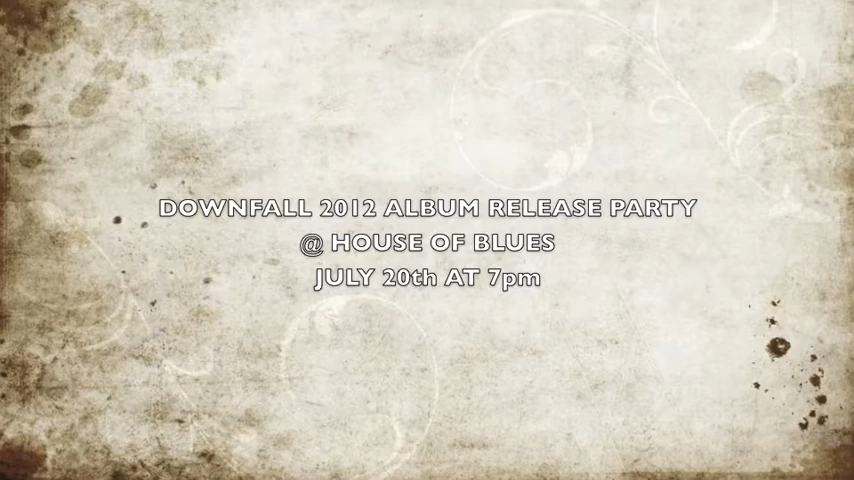 DOWNFALL 2012 ALBUM RELEASE PARTY
@ HOUSE OF BLUES
JULY 20th AT 7pm